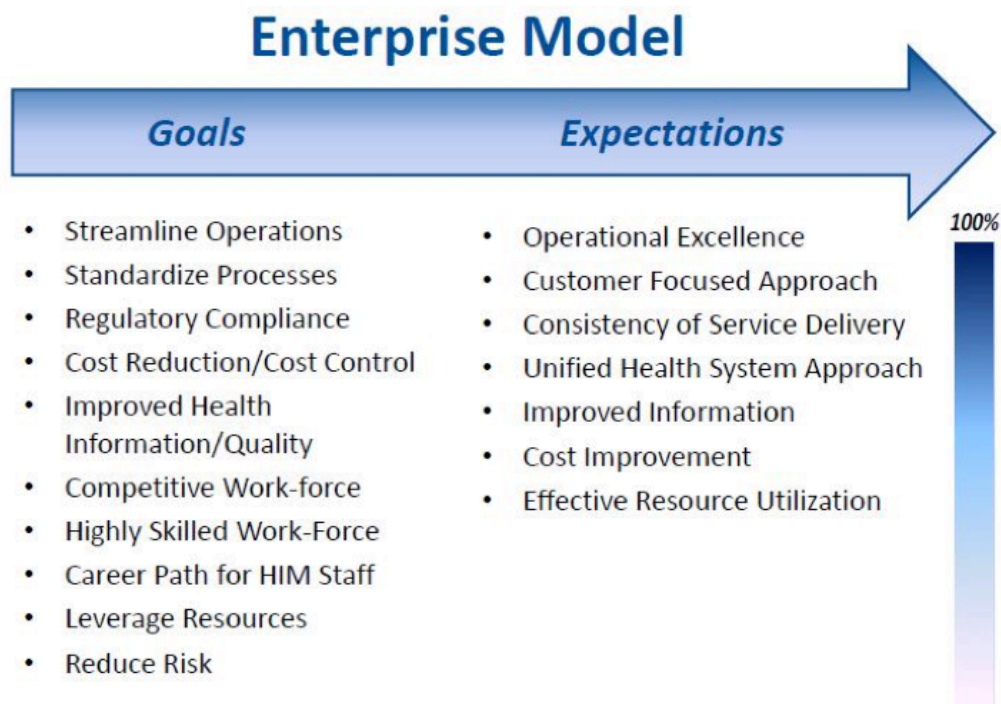 Enterprise Model
Goals
Expectations
• Streamline Operations
• Standardize Processes
• Regulatory Compliance
• Cost Reduction/Cost Control
• Improved Health
Information/Quality
• Competitive Work-force
• Highly Skilled Work-Force
• Career Path for HIM Staff
• Leverage Resources
• Reduce Risk
• Operational Excellence
• Customer Focused Approach
• Consistency of Service Delivery
• Unified Health System Approach
• Improved Information
• Cost Improvement
• Effective Resource Utilization
100%